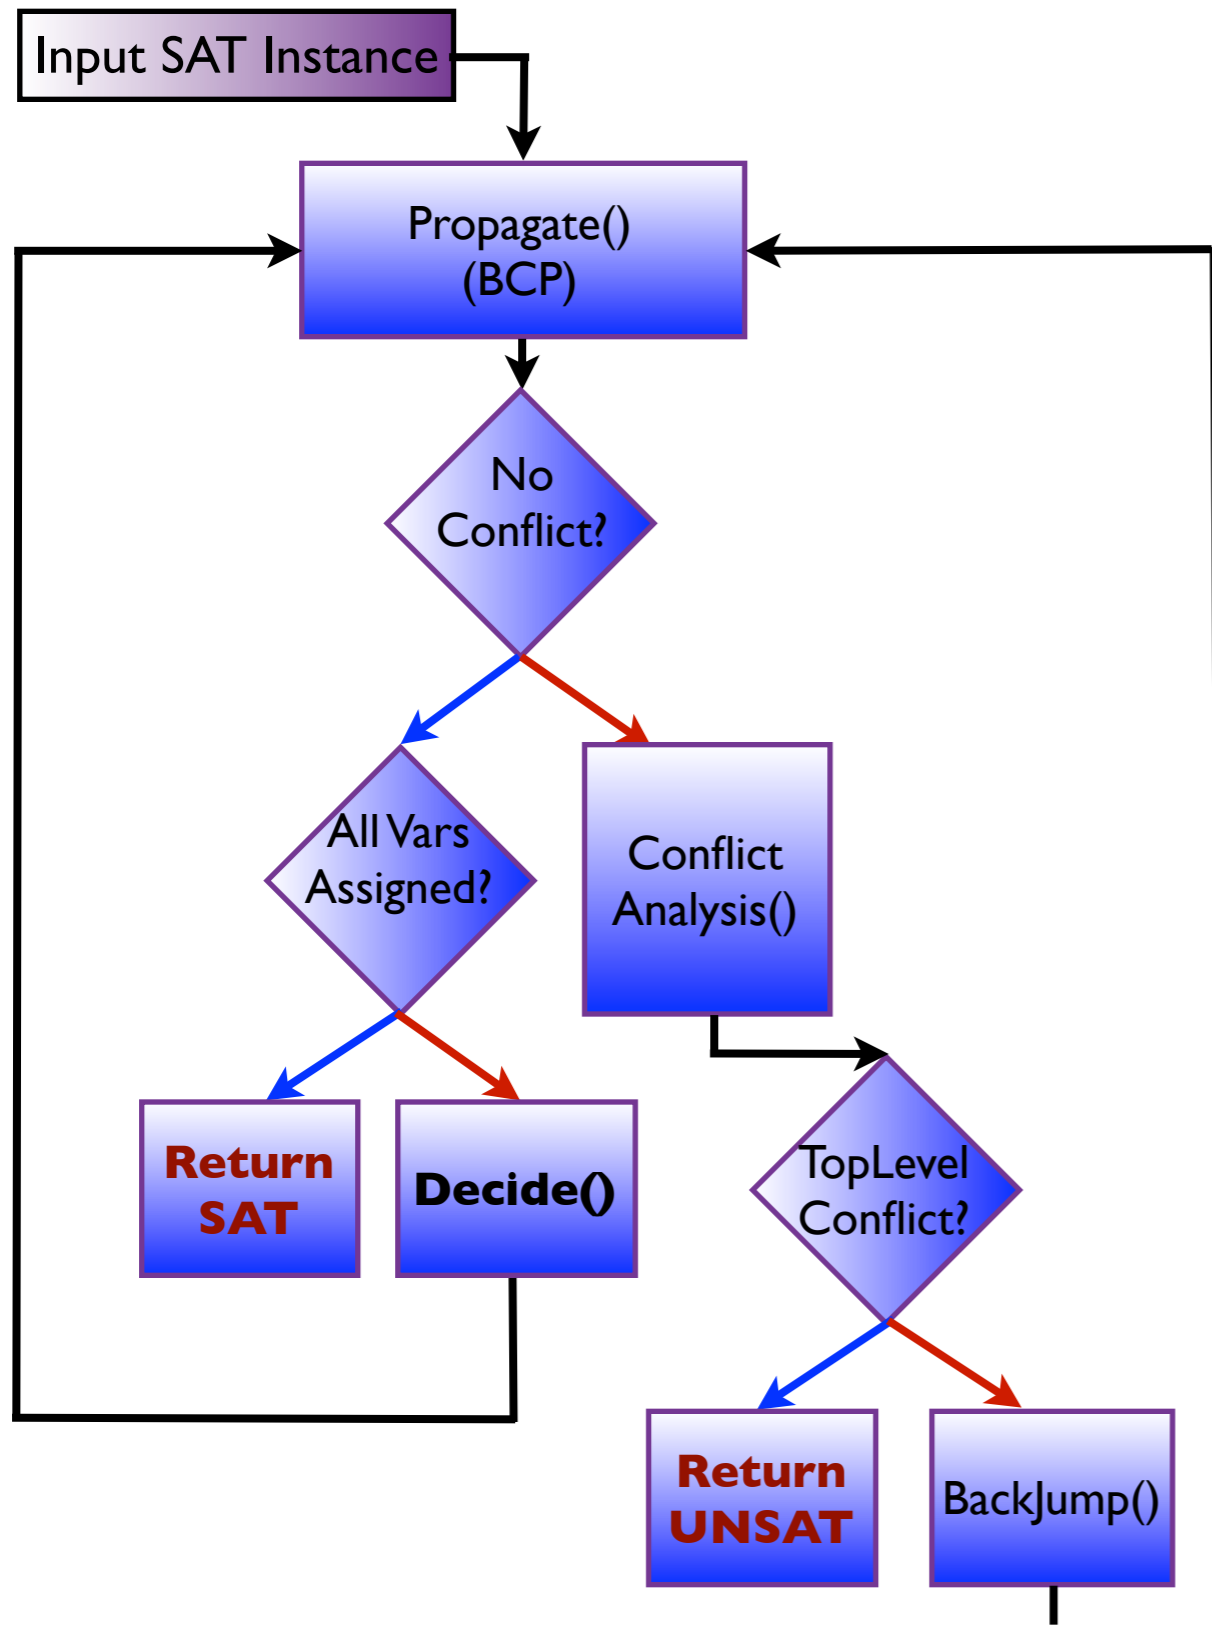 Input SAT Instance
Propagate()
(BCP)
No
Conflict?
All Vars
Assigned?
Conflict
Analysis()
Return
SAT
Decide()
TopLevel
Conflict?
Return
UNSAT
BackJump()